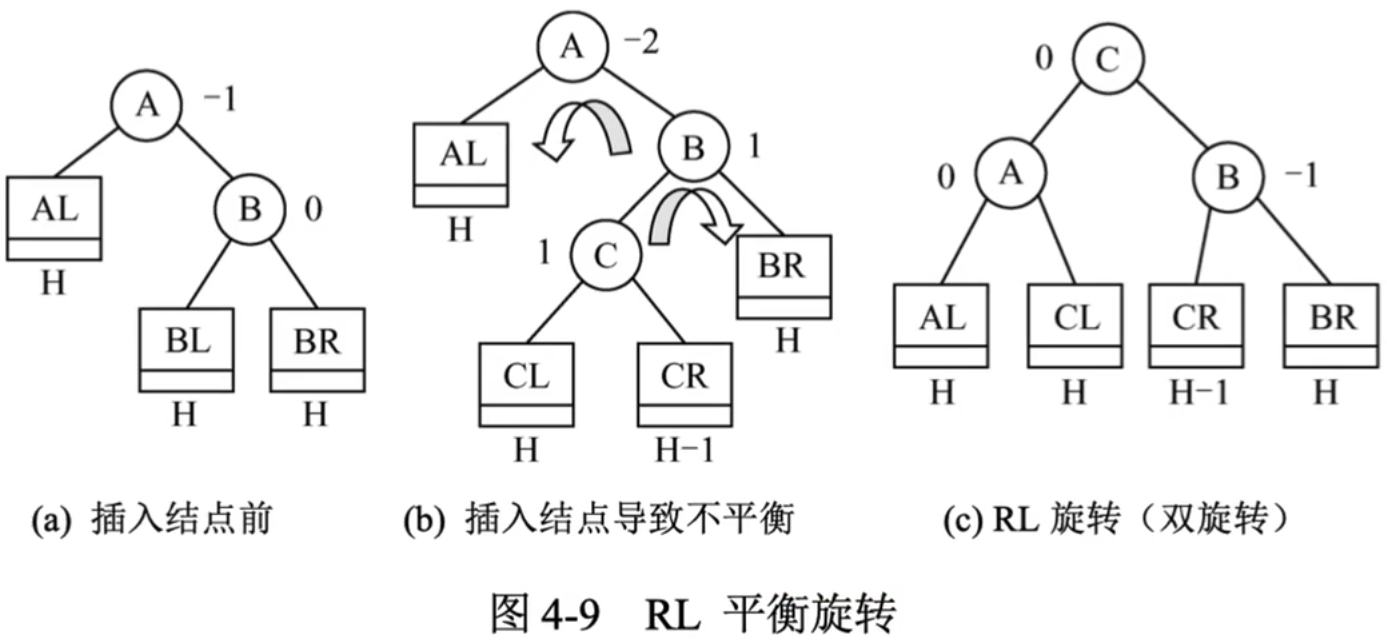 A −1
AL
H
B 0
BL BR
H H
(a) 插入结点前
A −2
AL
H
B 1
1 C
BR
H
CL CR
H H−1
(b) 插入结点导致不平衡
0 C
0 A
B −1
AL CL CR BR
H H H−1 H
(c) RL 旋转（双旋转）
图 4-9 RL 平衡旋转